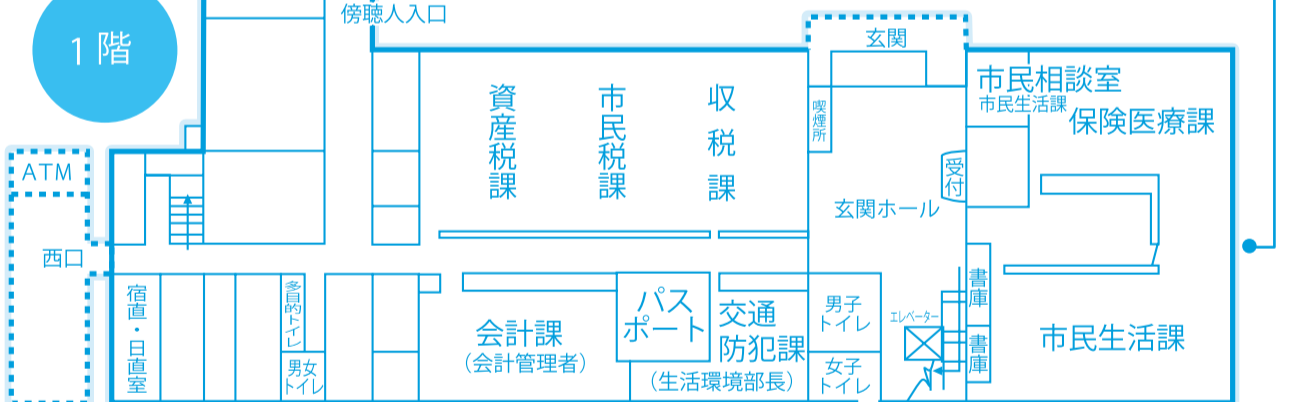 1階
傍聴人入口
玄関
資産税課
市民税課
収税課
喫煙所
市民相談室
市民生活課
保険医療課
ATM
受付
玄関ホール
西口
宿直・日直室
多目的トイレ
男女
トイレ
会計課
(会計管理者)
パス
ポート
交通
防犯課
(生活環境部長)
男子
トイレ
女子
トイレ
エレベーター
書庫
書庫
市民生活課